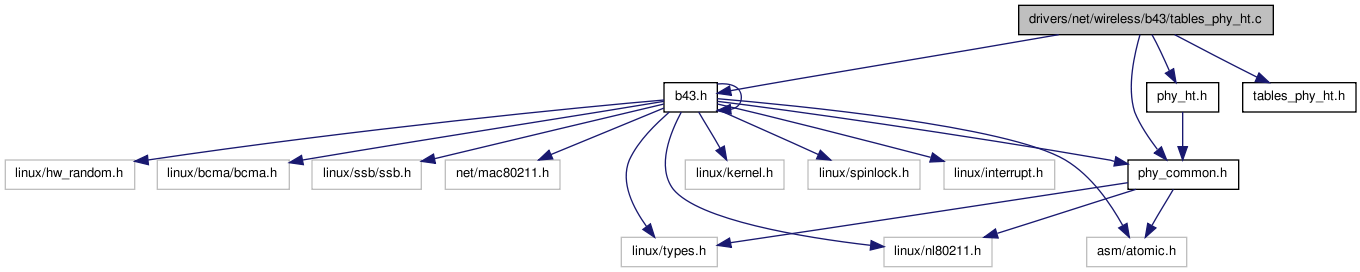 drivers/net/wireless/b43/tables_phy_ht.c
b43.h
phy_ht.h
tables_phy_ht.h
linux/hw_random.h
linux/bcma/bcma.h
linux/ssb/ssb.h
net/mac80211.h
linux/kernel.h
linux/spinlock.h
linux/interrupt.h
phy_common.h
linux/types.h
linux/nl80211.h
asm/atomic.h